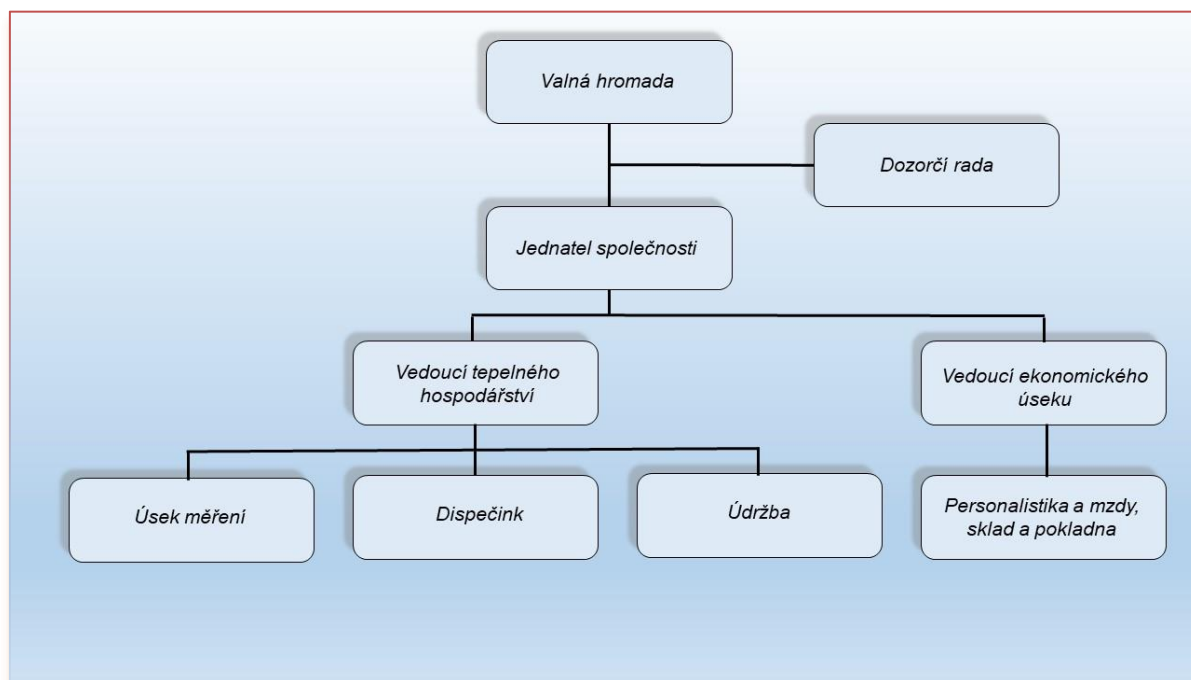 Valná hromada
Dozorčí rada
Jednatel společnosti
Vedoucí tepelného
hospodářství
Vedoucí ekonomického
úseku
Úsek měření
Dispečink
Údržba
Personalistika a mzdy,
sklad a pokladna